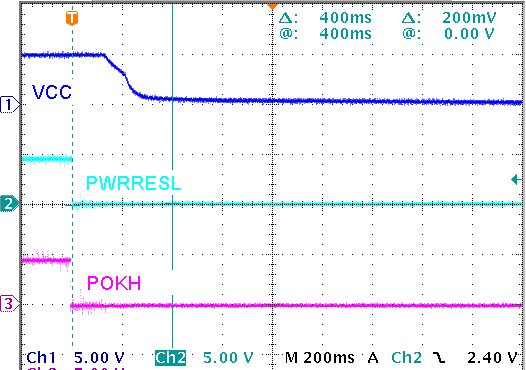 T
Δ: 400ms Δ: 200mV
@: 400ms @: 0.00 V
VCC
1
PWRRESL
2
POKH
3
Ch1 5.00 V Ch2 5.00 V M 200ms A Ch2 2.40 V